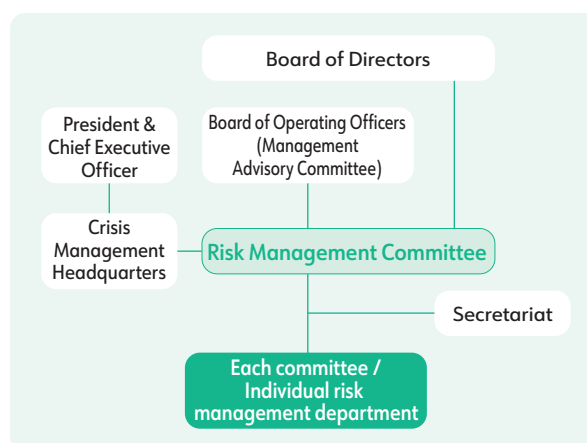 Board of Directors
President &
Chief Executive
Officer
Board of Operating Officers
(Management
Advisory Committee)
Crisis
Management
Headquarters
Risk Management Committee
Secretariat
Each committee /
Individual risk
management department